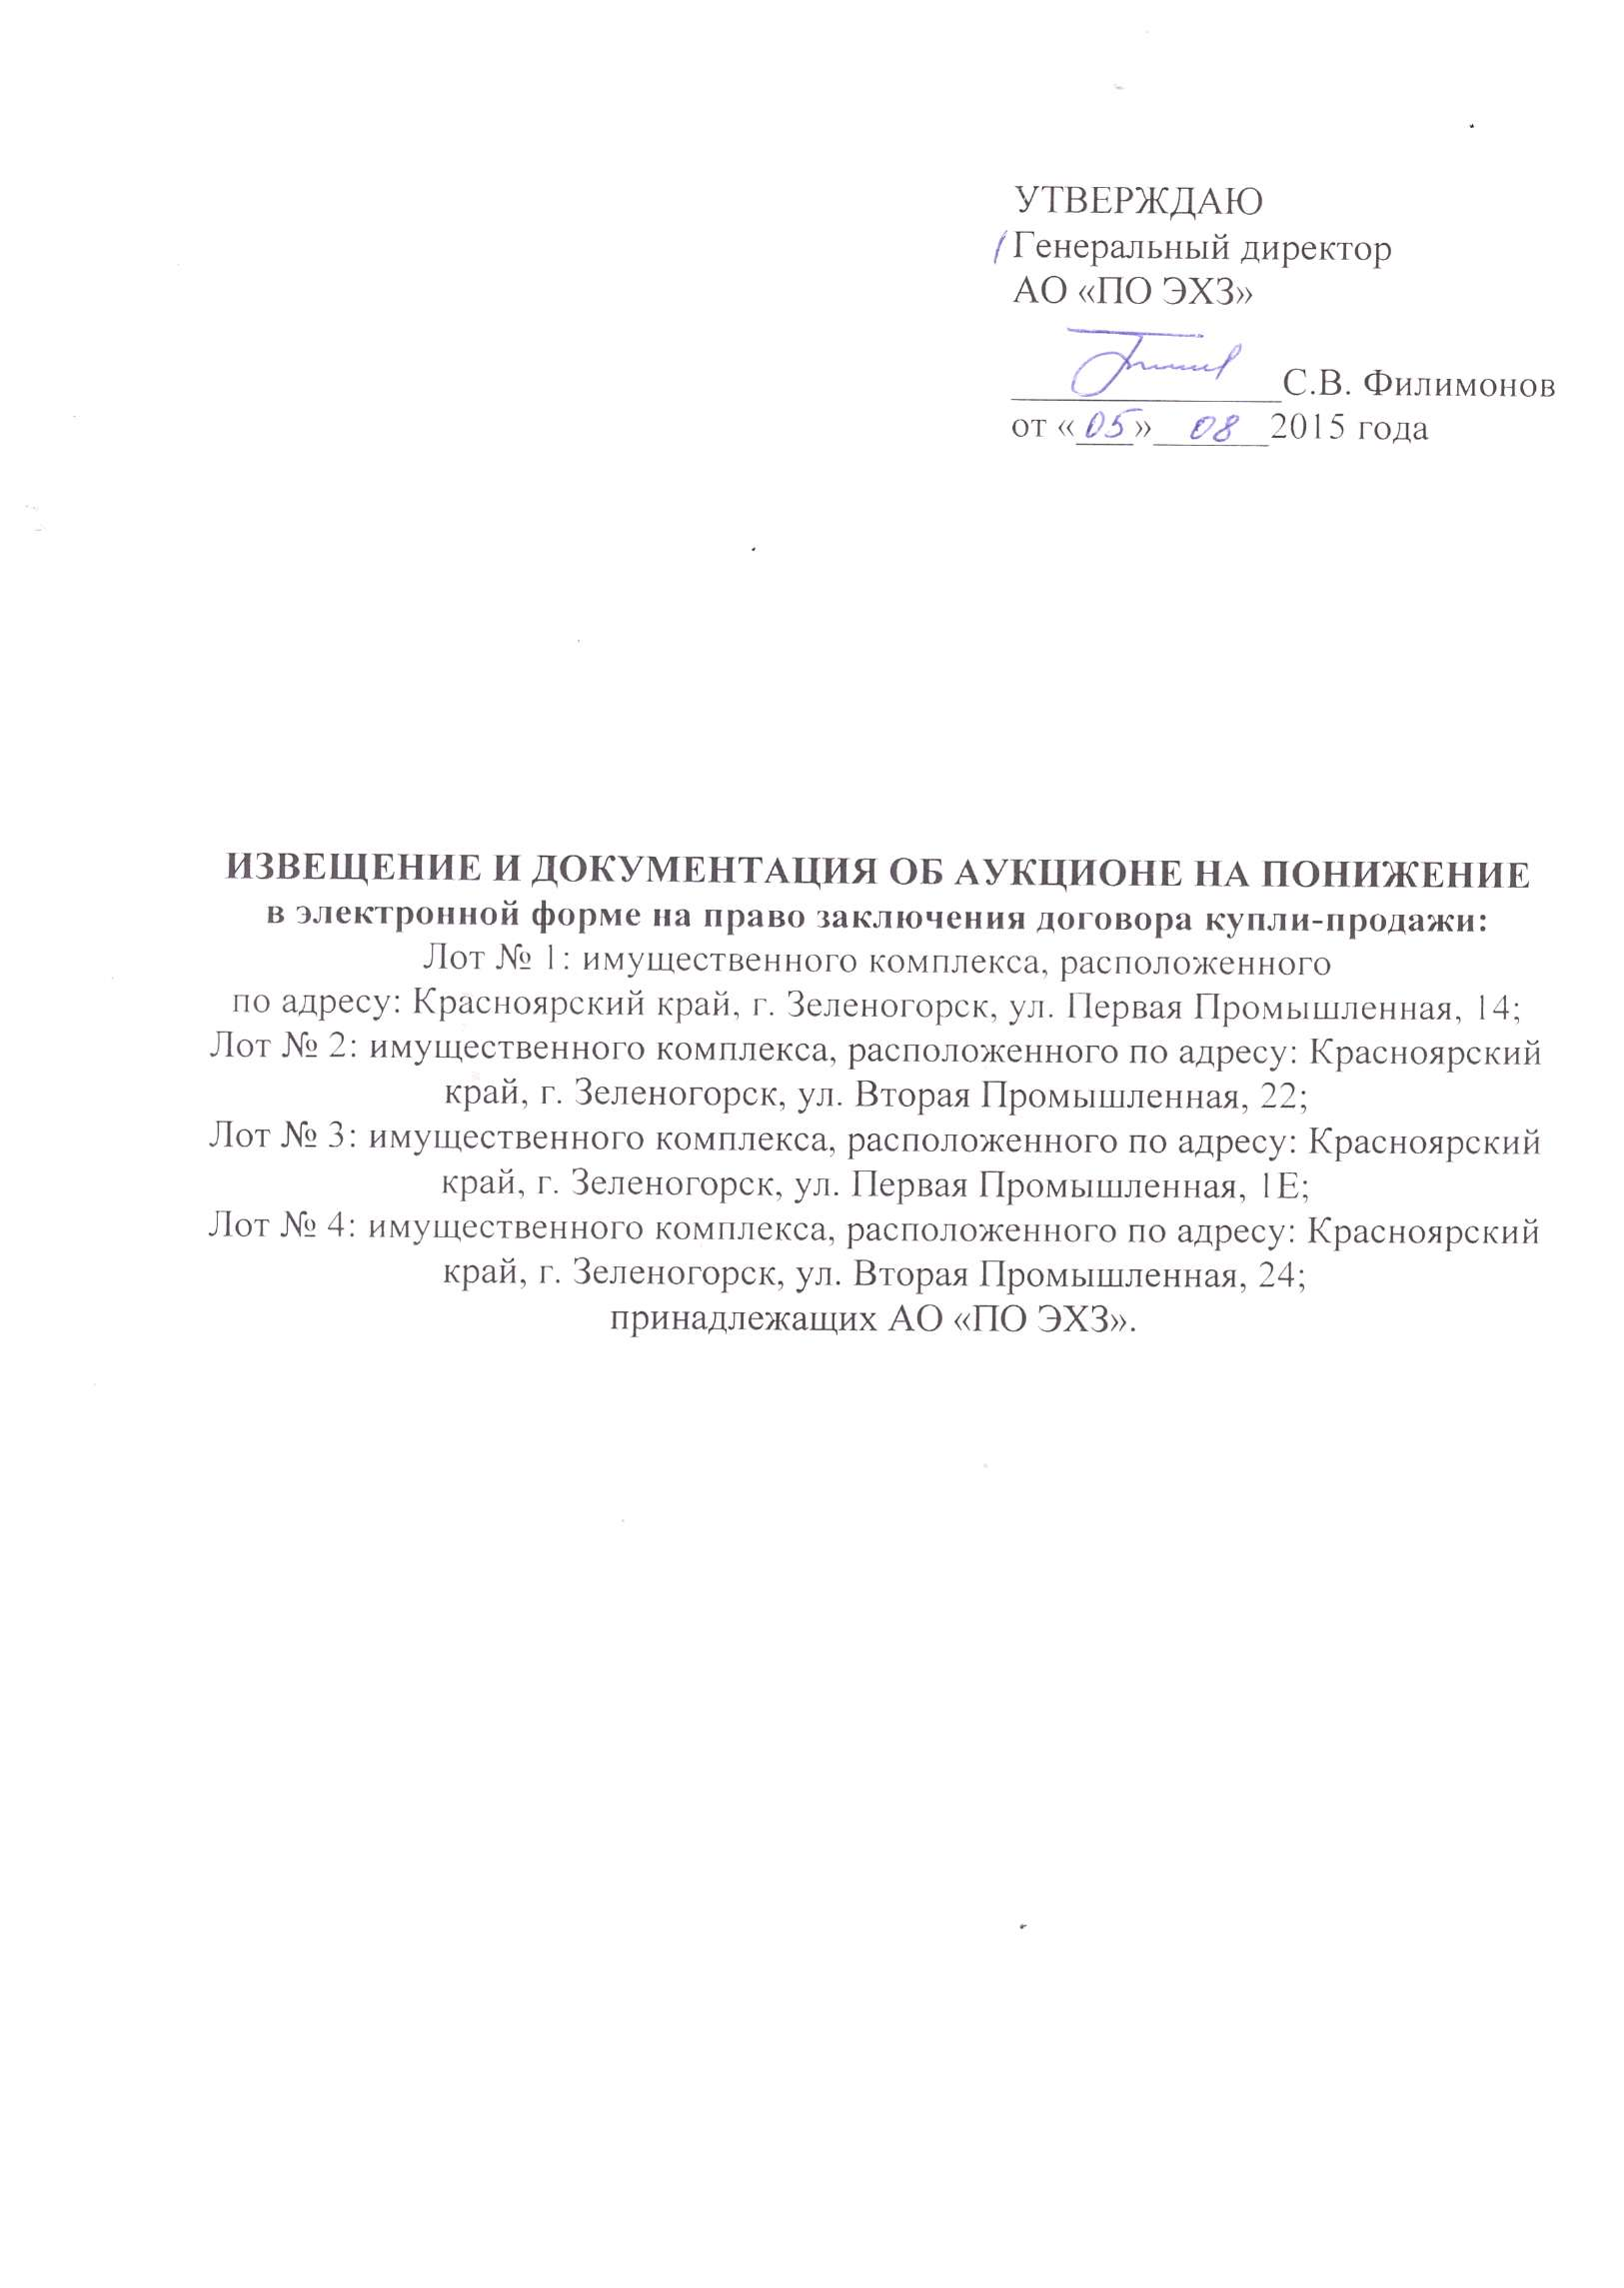 УТВЕРЖДАЮ
Генеральный директор
АО «ПО ЭХЗ»
______________С.В. Филимонов
от «05»__08__2015 года
ИЗВЕЩЕНИЕ И ДОКУМЕНТАЦИЯ ОБ АУКЦИОНЕ НА ПОНИЖЕНИЕ
в электронной форме на право заключения договора купли-продажи:
Лот № 1: имущественного комплекса, расположенного
по адресу: Красноярский край, г. Зеленогорск, ул. Первая Промышленная, 14;
Лот № 2: имущественного комплекса, расположенного по адресу: Красноярский
край, г. Зеленогорск, ул. Вторая Промышленная, 22;
Лот № 3: имущественного комплекса, расположенного по адресу: Красноярский
край, г. Зеленогорск, ул. Первая Промышленная, 1Е;
Лот № 4: имущественного комплекса, расположенного по адресу: Красноярский
край, г. Зеленогорск, ул. Вторая Промышленная, 24;
принадлежащих АО «ПО ЭХЗ».